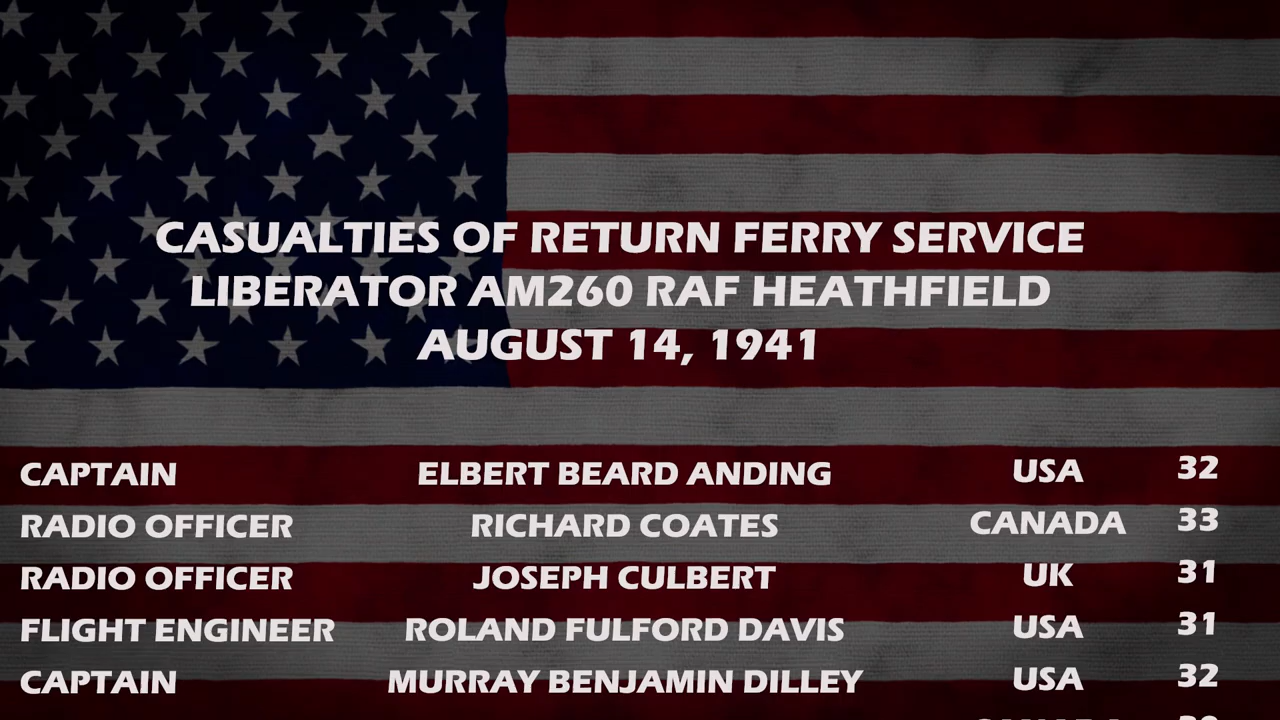 CASUALTIES OF RETURN FERRY SERVICE
LIBERATOR AM260 RAF HEATHFIELD
AUGUST 14, 1941
CAPTAIN ELBERT BEARD ANDING USA 32
RADIO OFFICER RICHARD COATES CANADA 33
RADIO OFFICER JOSEPH CULBERT UK 31
FLIGHT ENGINEER ROLAND FULFORD DAVIS USA 31
CAPTAIN MURRAY BENJAMIN DILLEY USA 32